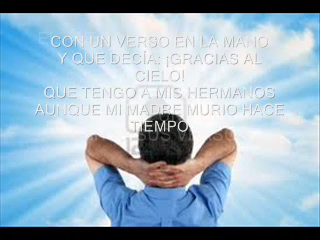 CON UN VERSO EN LA MANO
Y QUE DECÍA: ¡GRACIAS AL
CIELO!
QUE TENGO A MIS HERMANOS
AUNQUE MI MADRE MURIO HACE
TIEMPO